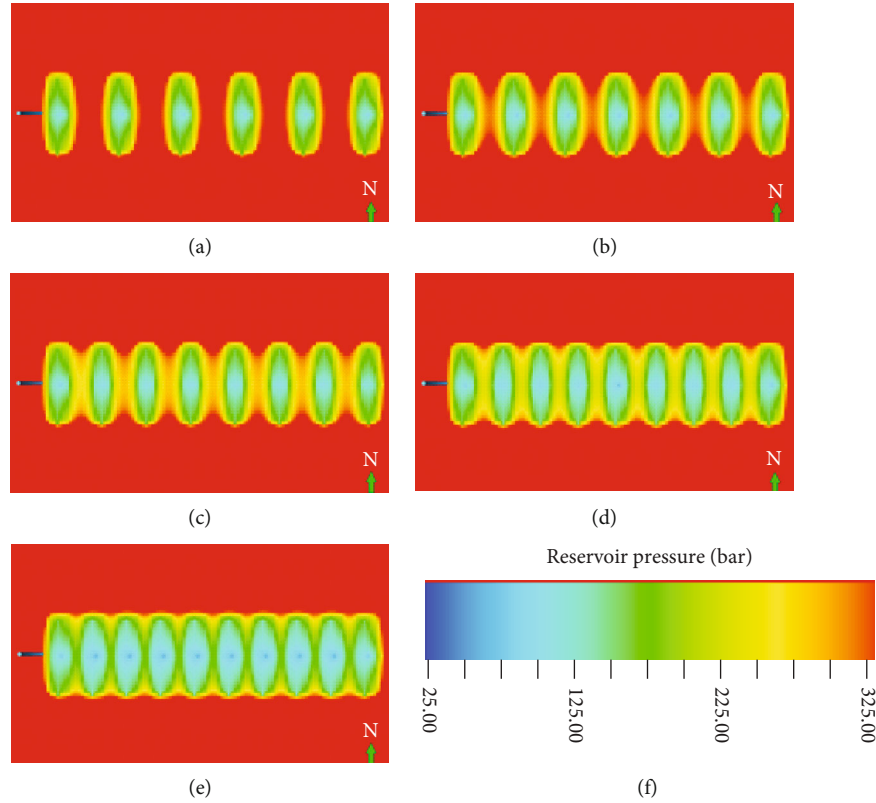 N
N
(a)
(b)
N
N
(c)
(d)
Reservoir pressure (bar)
25.00
125.00
225.00
325.00
N
(e)
(f)